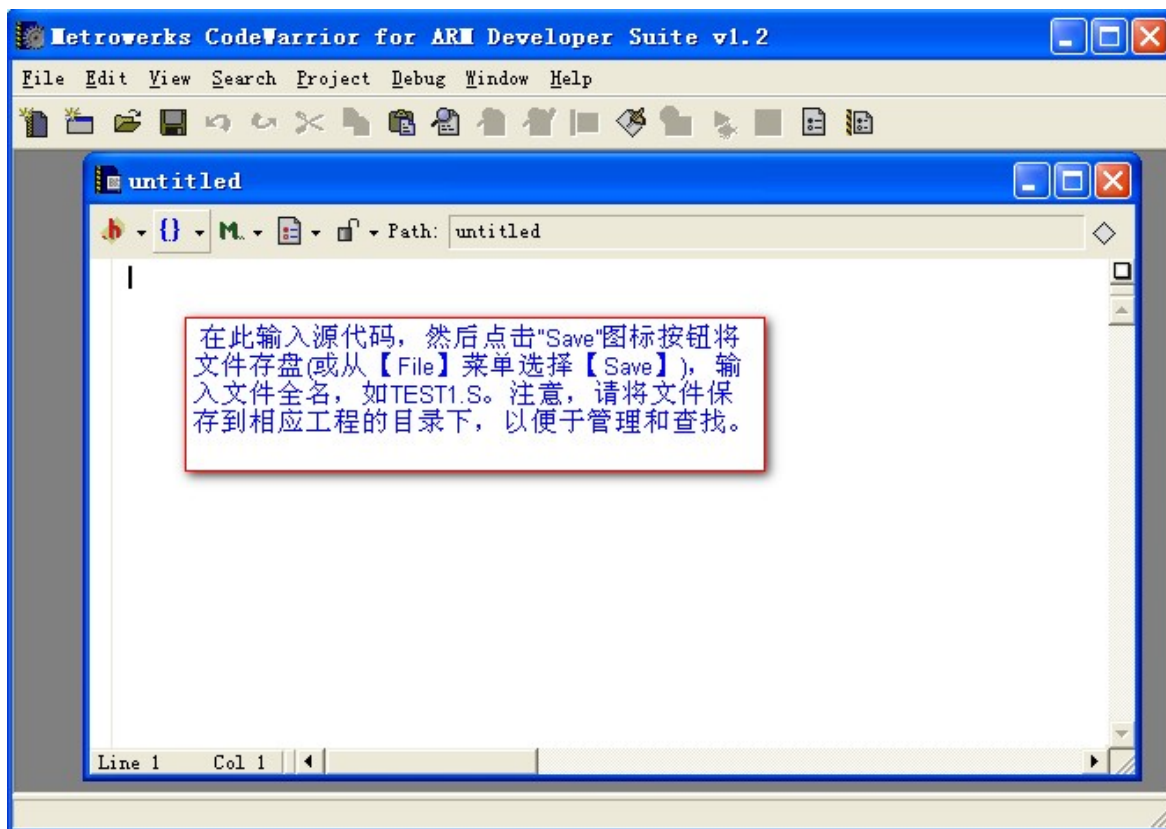 Metrowerks CodeWarrior for ARM Developer Suite v1.2
File Edit View Search Project Debug Window Help
untitled
h {} M. Path: untitled
在此输入源代码，然后点击"Save"图标按钮将
文件存盘(或从【File】菜单选择【Save】)，输
入文件全名，如TEST1.S。注意，请将文件保
存到相应工程的目录下，以便于管理和查找。
Line 1 Col 1